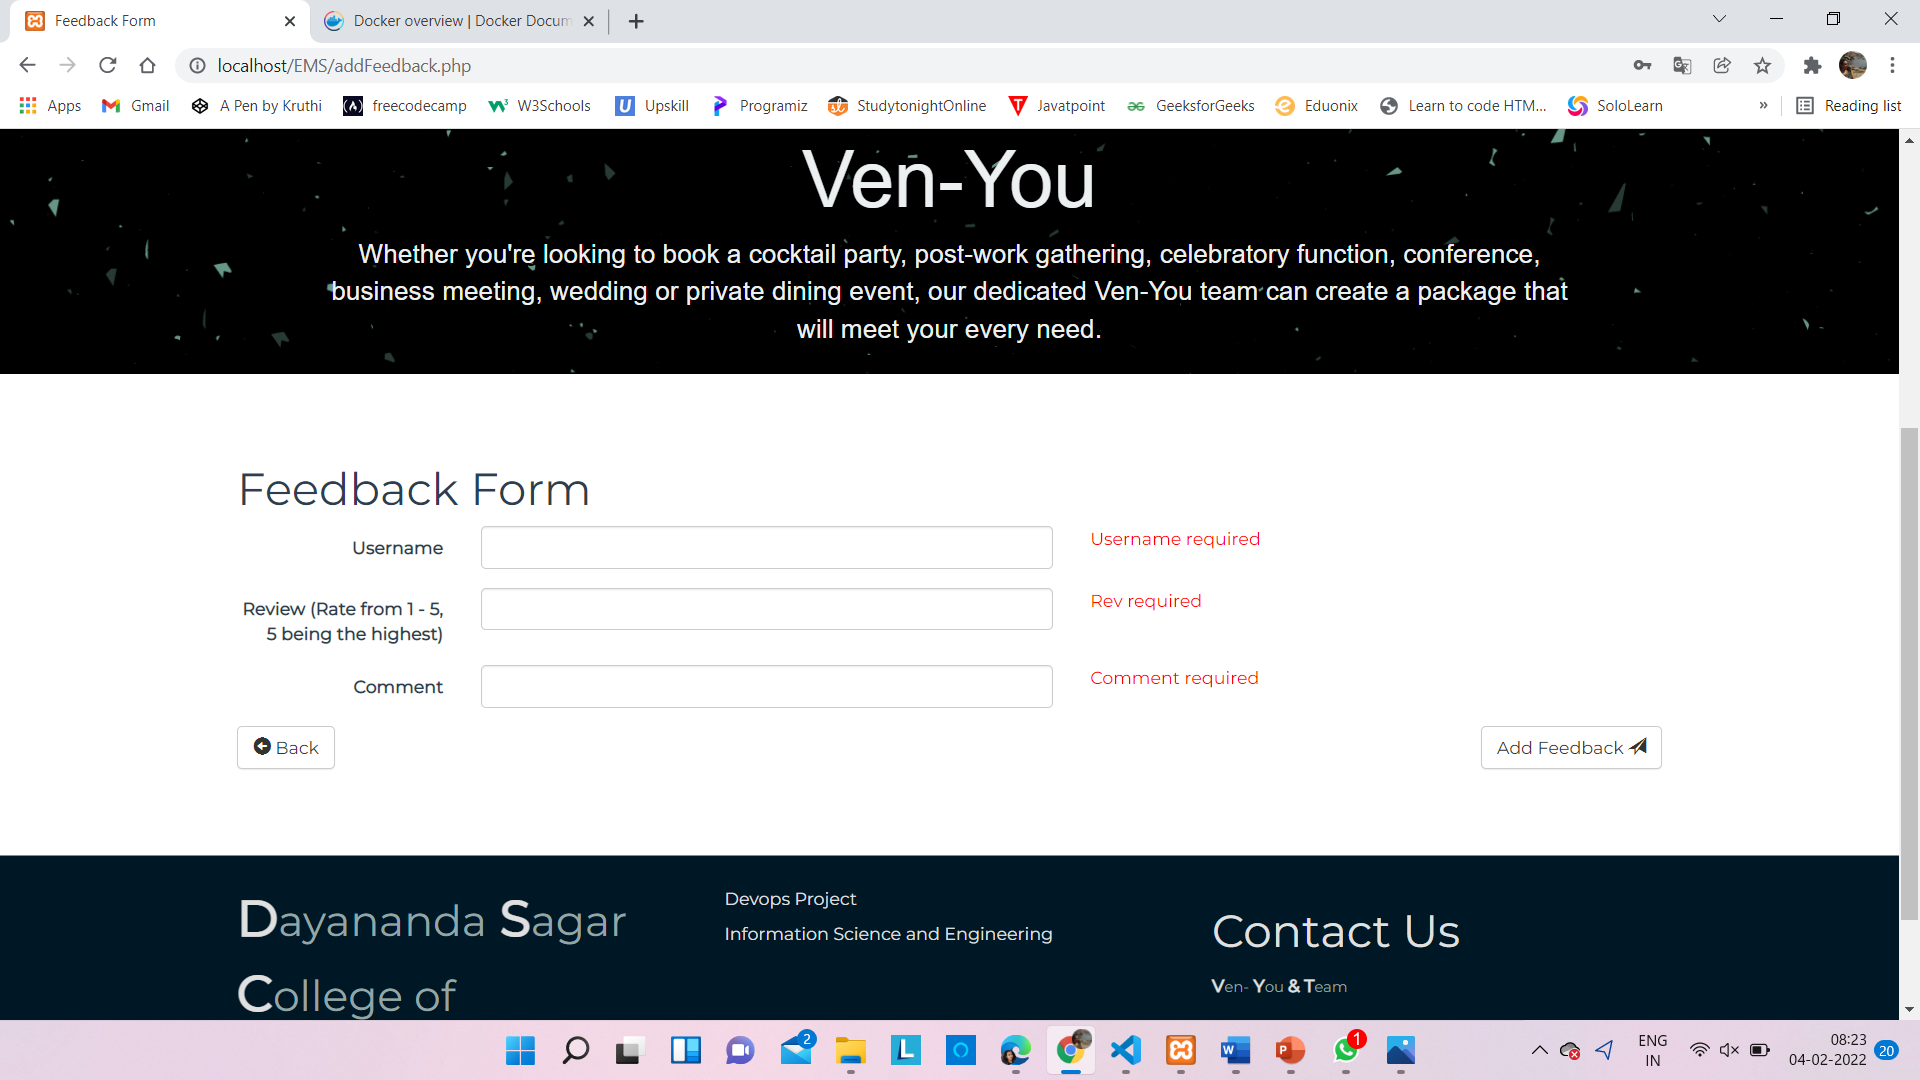 Feedback Form
Docker overview | Docker Docum
localhost/EMS/addFeedback.php
Apps
Gmail
A Pen by Kruthi
freecodecamp
W3Schools
Upskill
Programiz
StudytonightOnline
Javatpoint
GeeksforGeeks
Eduonix
Learn to code HTM...
SoloLearn
»
Reading list
Ven-You
Whether you're looking to book a cocktail party, post-work gathering, celebratory function, conference,
business meeting, wedding or private dining event, our dedicated Ven-You team can create a package that
will meet your every need.
Feedback Form
Username
Username required
Review (Rate from 1 - 5,
5 being the highest)
Rev required
Comment
Comment required
Back
Add Feedback
Dayananda Sagar
College of
Devops Project
Information Science and Engineering
Contact Us
Ven- You & Team
2
1
ENG
IN
08:23
04-02-2022
20